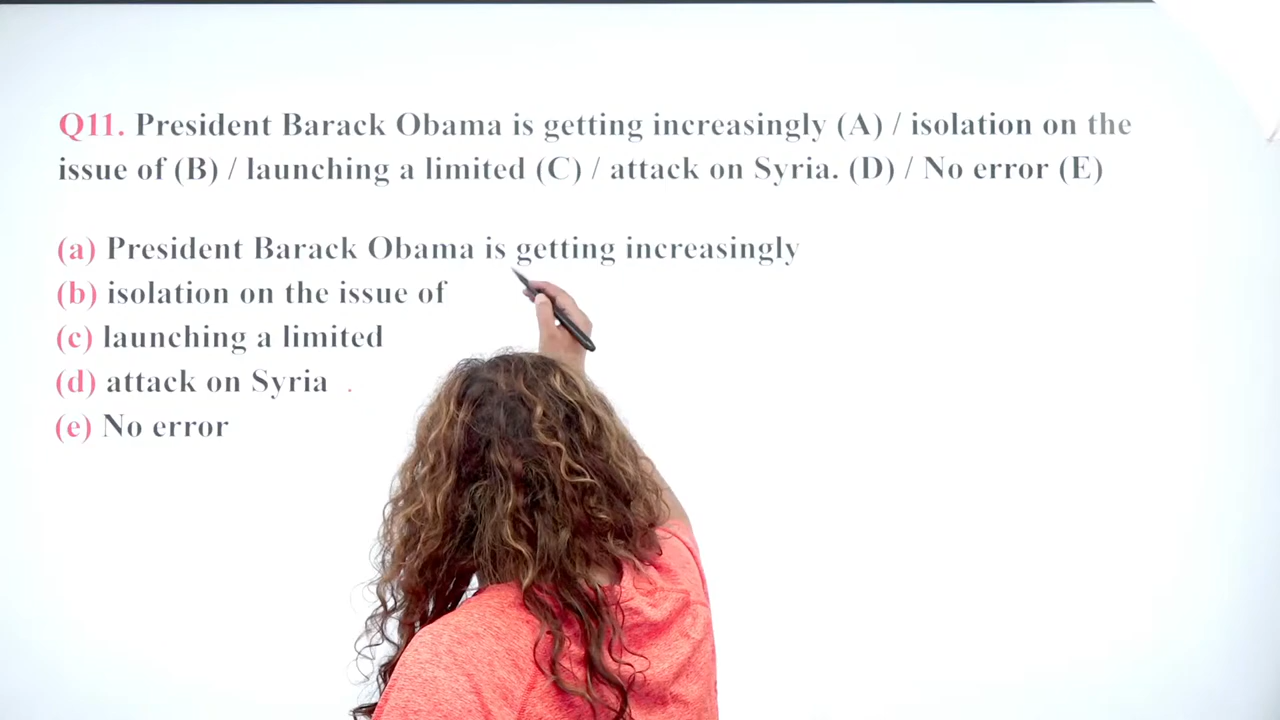 Q11. President Barack Obama is getting increasingly (A) / isolation on the
issue of (B) / launching a limited (C) / attack on Syria. (D) / No error (E)
(a) President Barack Obama is getting increasingly
(b) isolation on the issue of
(c) launching a limited
(d) attack on Syria .
(e) No error